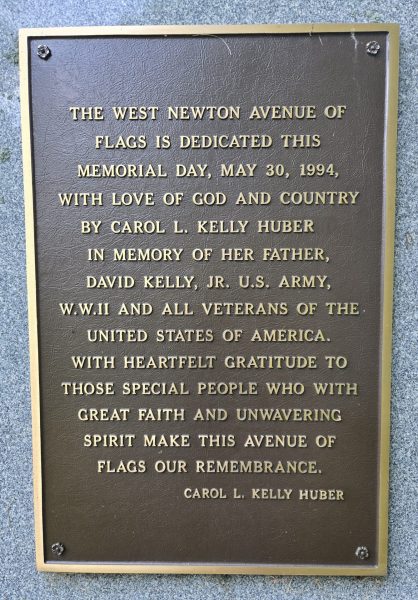 THE WEST NEWTON AVENUE OF
FLAGS IS DEDICATED THIS
MEMORIAL DAY, MAY 30, 1994,
WITH LOVE OF GOD AND COUNTRY
BY CAROL L. KELLY HUBER
IN MEMORY OF HER FATHER,
DAVID KELLY, JR. U.S. ARMY,
W.W.II AND ALL VETERANS OF THE
UNITED STATES OF AMERICA.
WITH HEARTFELT GRATITUDE TO
THOSE SPECIAL PEOPLE WHO WITH
GREAT FAITH AND UNWAVERING
SPIRIT MAKE THIS AVENUE OF
FLAGS OUR REMEMBRANCE.
CAROL L. KELLY HUBER